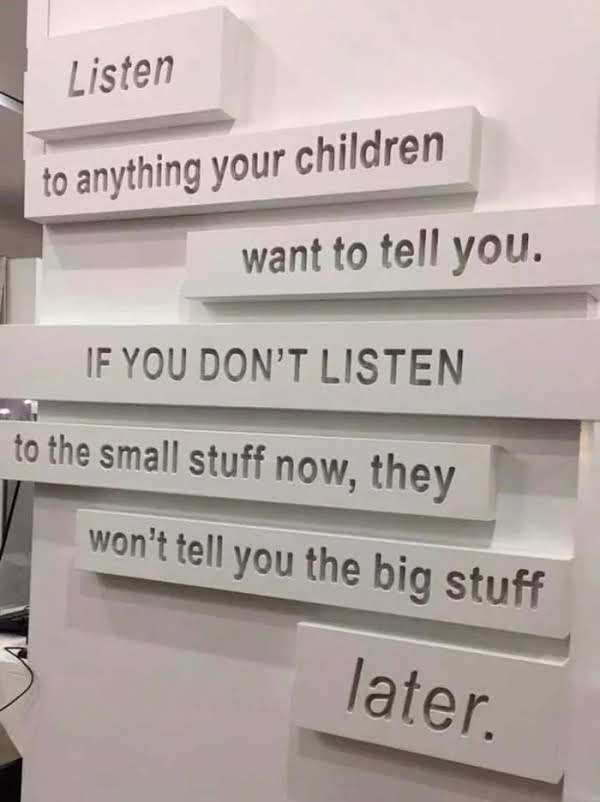 Listen
to anything your children
want to tell you.
IF YOU DON'T LISTEN
to the small stuff now, they
won't tell you the big stuff
later.